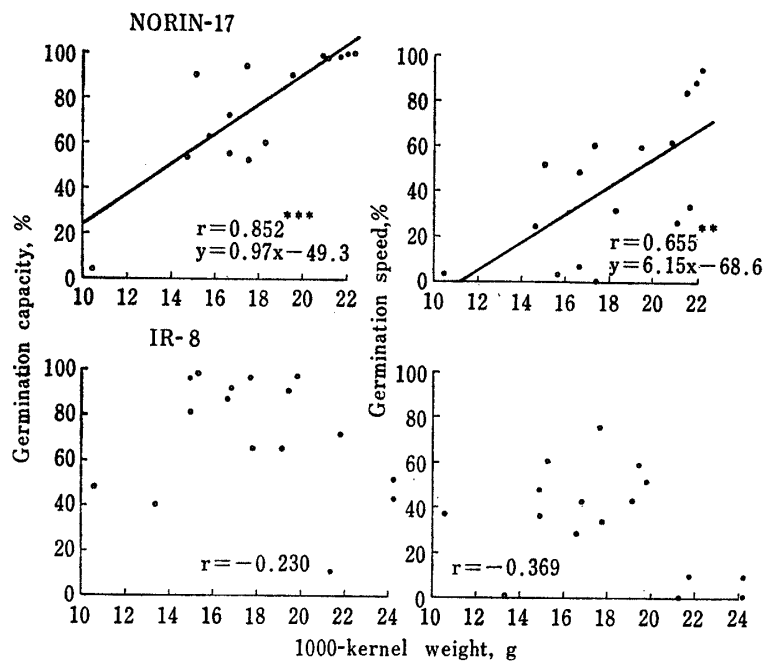 NORIN-17
100
80
60
40
20
0
r=0.852***
y=0.97x-49.3
10 12 14 16 18 20 22
Germination capacity, %
100
80
60
40
20
0
r=0.655**
y=6.15x-68.6
10 12 14 16 18 20 22
Germination speed,%
IR-8
100
80
60
40
20
0
r=-0.230
10 12 14 16 18 20 22 24
100
80
60
40
20
0
r=-0.369
10 12 14 16 18 20 22 24
1000-kernel weight, g